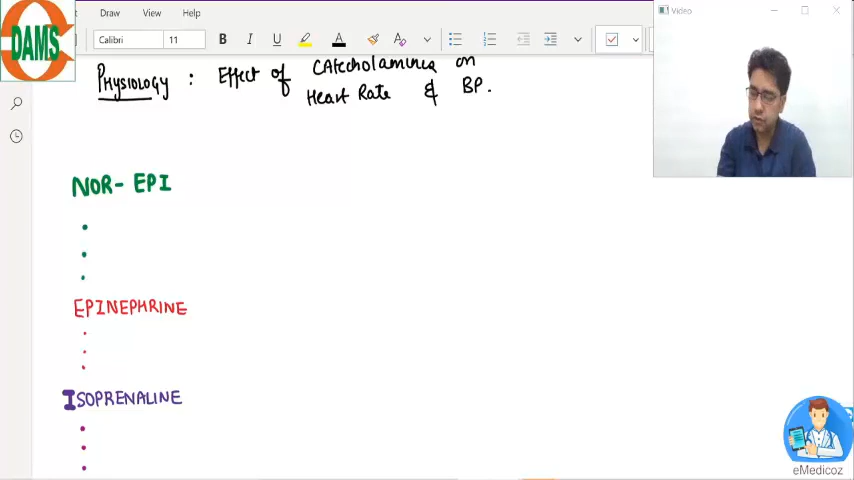 DAMS
Draw View Help
Calibri 11 B I U A
Video
PHYSIOLOGY : Effect of CATecholamines on
Heart Rate & BP.
NOR- EPI
EPINEPHRINE
ISOPRENALINE
eMedicoz